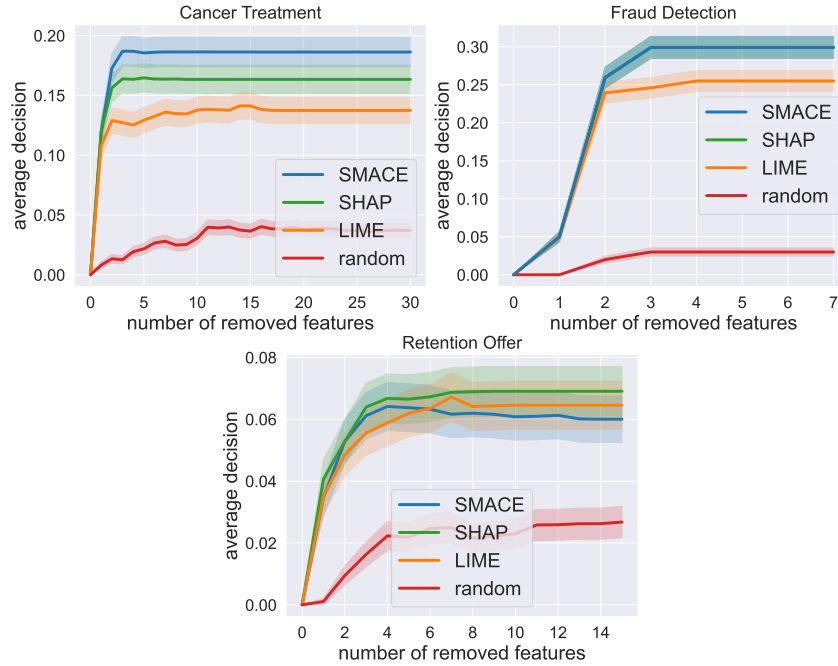 Cancer Treatment
average decision
0.20
0.15
0.10
0.05
0.00
SMACE
SHAP
LIME
random
0 5 10 15 20 25 30
number of removed features
Fraud Detection
average decision
0.30
0.25
0.20
0.15
0.10
0.05
0.00
SMACE
SHAP
LIME
random
0 1 2 3 4 5 6 7
number of removed features
Retention Offer
average decision
0.08
0.06
0.04
0.02
0.00
SMACE
SHAP
LIME
random
0 2 4 6 8 10 12 14
number of removed features